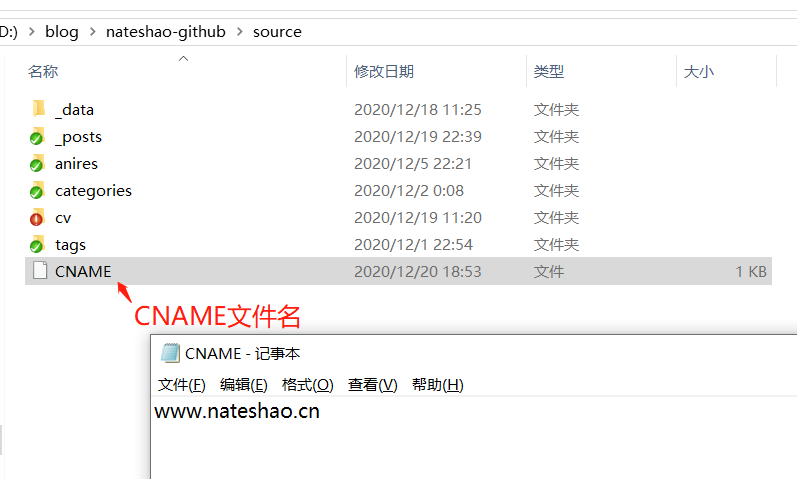 D:) > blog > nateshao-github > source
名称 修改日期 类型 大小
_data 2020/12/18 11:25 文件夹
_posts 2020/12/19 22:39 文件夹
anires 2020/12/5 22:21 文件夹
categories 2020/12/2 0:08 文件夹
cv 2020/12/19 11:20 文件夹
tags 2020/12/1 22:54 文件夹
CNAME 2020/12/20 18:53 文件 1 KB
CNAME文件名
CNAME - 记事本
文件(F) 编辑(E) 格式(O) 查看(V) 帮助(H)
www.nateshao.cn